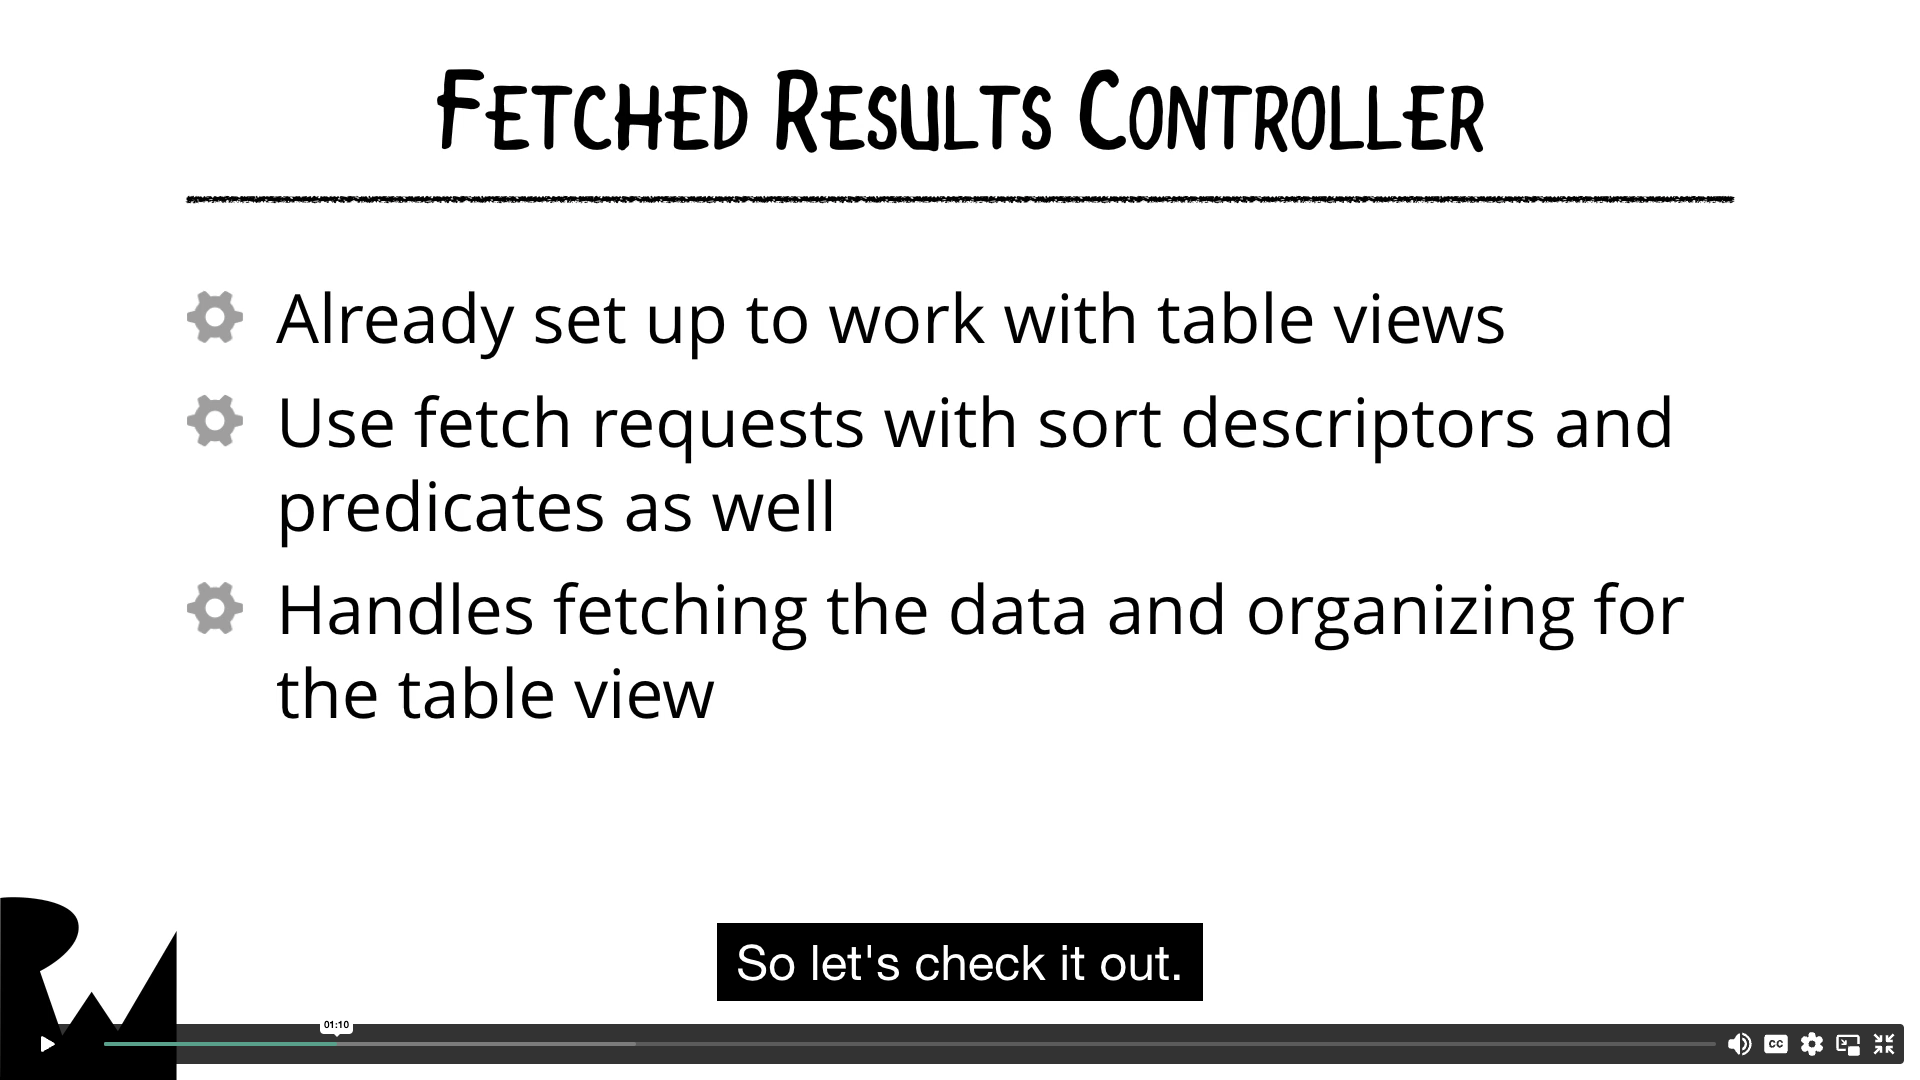 Fetched Results Controller
Already set up to work with table views
Use fetch requests with sort descriptors and
predicates as well
Handles fetching the data and organizing for
the table view
So let's check it out.
01:10
CC